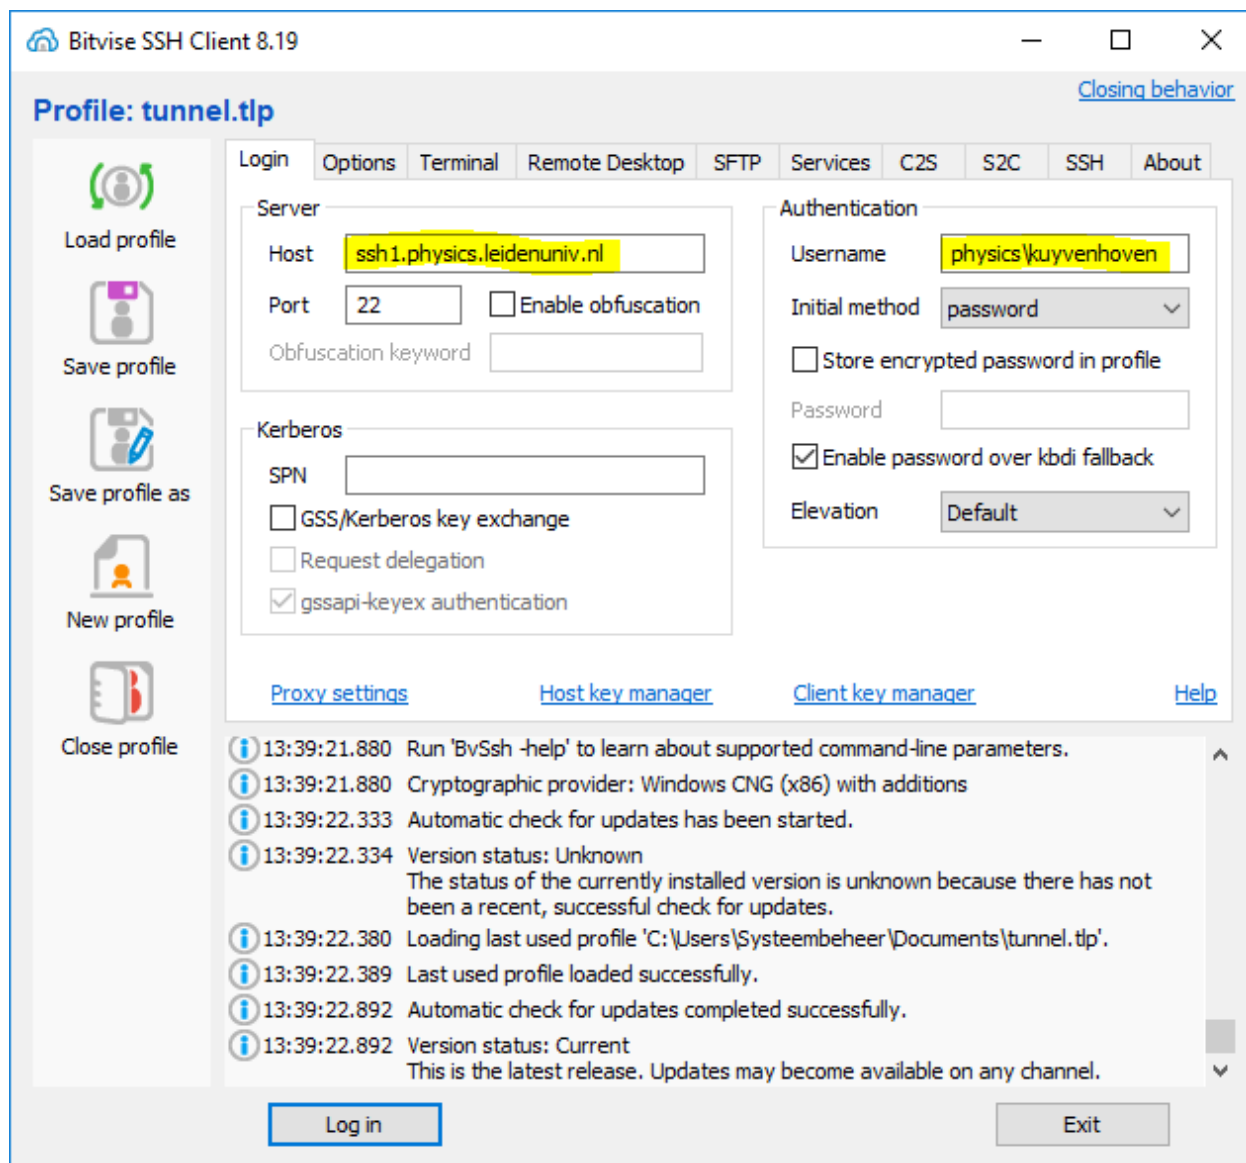 Bitvise SSH Client 8.19
Closing behavior
Profile: tunnel.tlp
Load profile
Save profile
Save profile as
New profile
Close profile
Login Options Terminal Remote Desktop SFTP Services C2S S2C SSH About
Server
Host ssh1.physics.leidenuniv.nl
Port 22 Enable obfuscation
Obfuscation keyword
Kerberos
SPN
GSS/Kerberos key exchange
Request delegation
gssapi-keyex authentication
Authentication
Username physics\kuyvenhoven
Initial method password
Store encrypted password in profile
Password
Enable password over kbdi fallback
Elevation Default
Proxy settings Host key manager Client key manager Help
13:39:21.880 Run 'BvSsh -help' to learn about supported command-line parameters.
13:39:21.880 Cryptographic provider: Windows CNG (x86) with additions
13:39:22.333 Automatic check for updates has been started.
13:39:22.334 Version status: Unknown
The status of the currently installed version is unknown because there has not
been a recent, successful check for updates.
13:39:22.380 Loading last used profile 'C:\Users\Systeembeheer\Documents\tunnel.tlp'.
13:39:22.389 Last used profile loaded successfully.
13:39:22.892 Automatic check for updates completed successfully.
13:39:22.892 Version status: Current
This is the latest release. Updates may become available on any channel.
Log in Exit